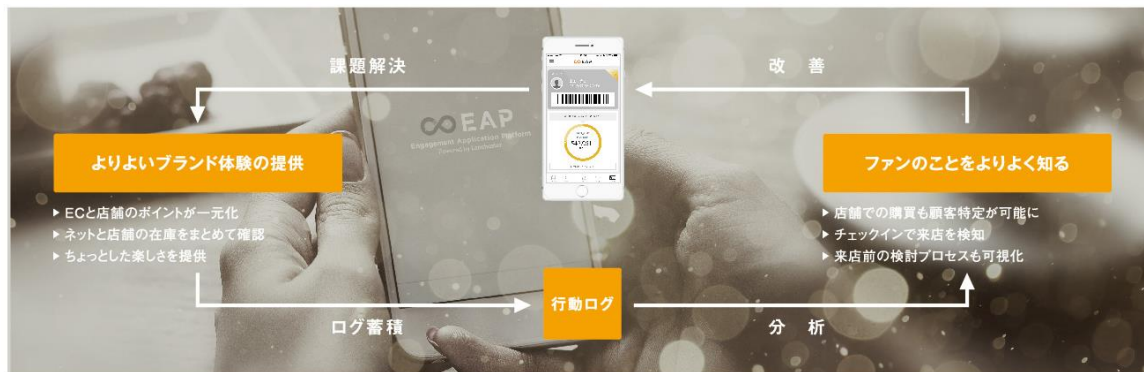 課題解決
改 善
EAP
EAP
Engagement Application Platform
よりよいブランド体験の提供
ファンのことをよりよく知る
▶ ECと店舗のポイントが一元化
▶ ネットと店舗の在庫をまとめて確認
▶ ちょっとした楽しさを提供
▶ 店舗での購買も顧客特定が可能に
▶ チェックインで来店を検知
▶ 来店前の検討プロセスも可視化
行動ログ
ログ蓄積
分 析